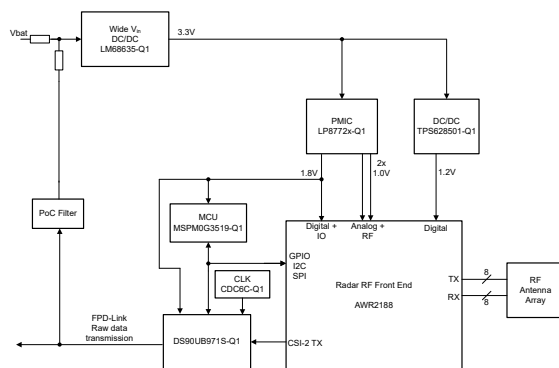 Vbat
Wide Vin
DC/DC
LM68635-Q1
3.3V
PMIC
LP8772x-Q1
DC/DC
TPS628501-Q1
1.8V
2x
1.0V
1.2V
PoC Filter
MCU
MSPM0G3519-Q1
Digital +
IO
Analog +
RF
Digital
GPIO
I2C
SPI
CLK
CDC6C-Q1
Radar RF Front End
AWR2188
TX
RX
8
8
RF
Antenna
Array
FPD-Link
Raw data
transmission
DS90UB971S-Q1
CSI-2 TX